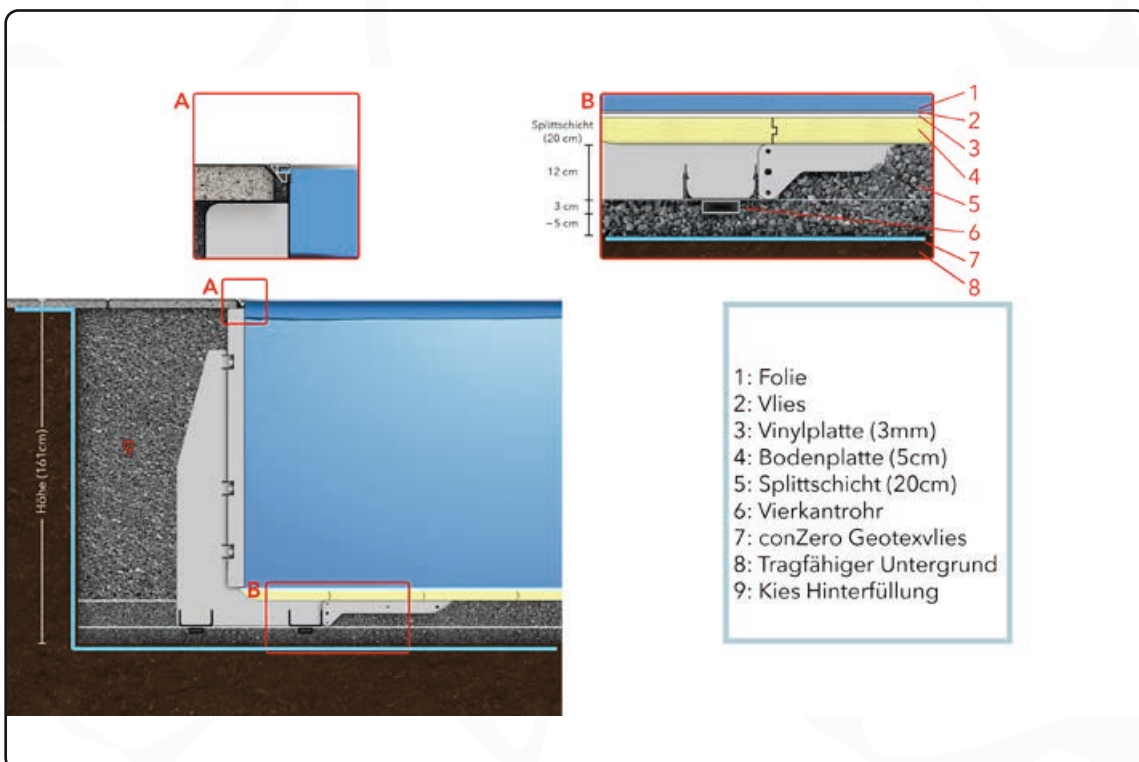 A
B
Splittschicht
(20 cm)
12 cm
3 cm
~5 cm
1
2
3
4
5
6
7
8
A
Höhe (161cm)
9
B
1: Folie
2: Vlies
3: Vinylplatte (3mm)
4: Bodenplatte (5cm)
5: Splittschicht (20cm)
6: Vierkantrohr
7: conZero Geotexvlies
8: Tragfähiger Untergrund
9: Kies Hinterfüllung